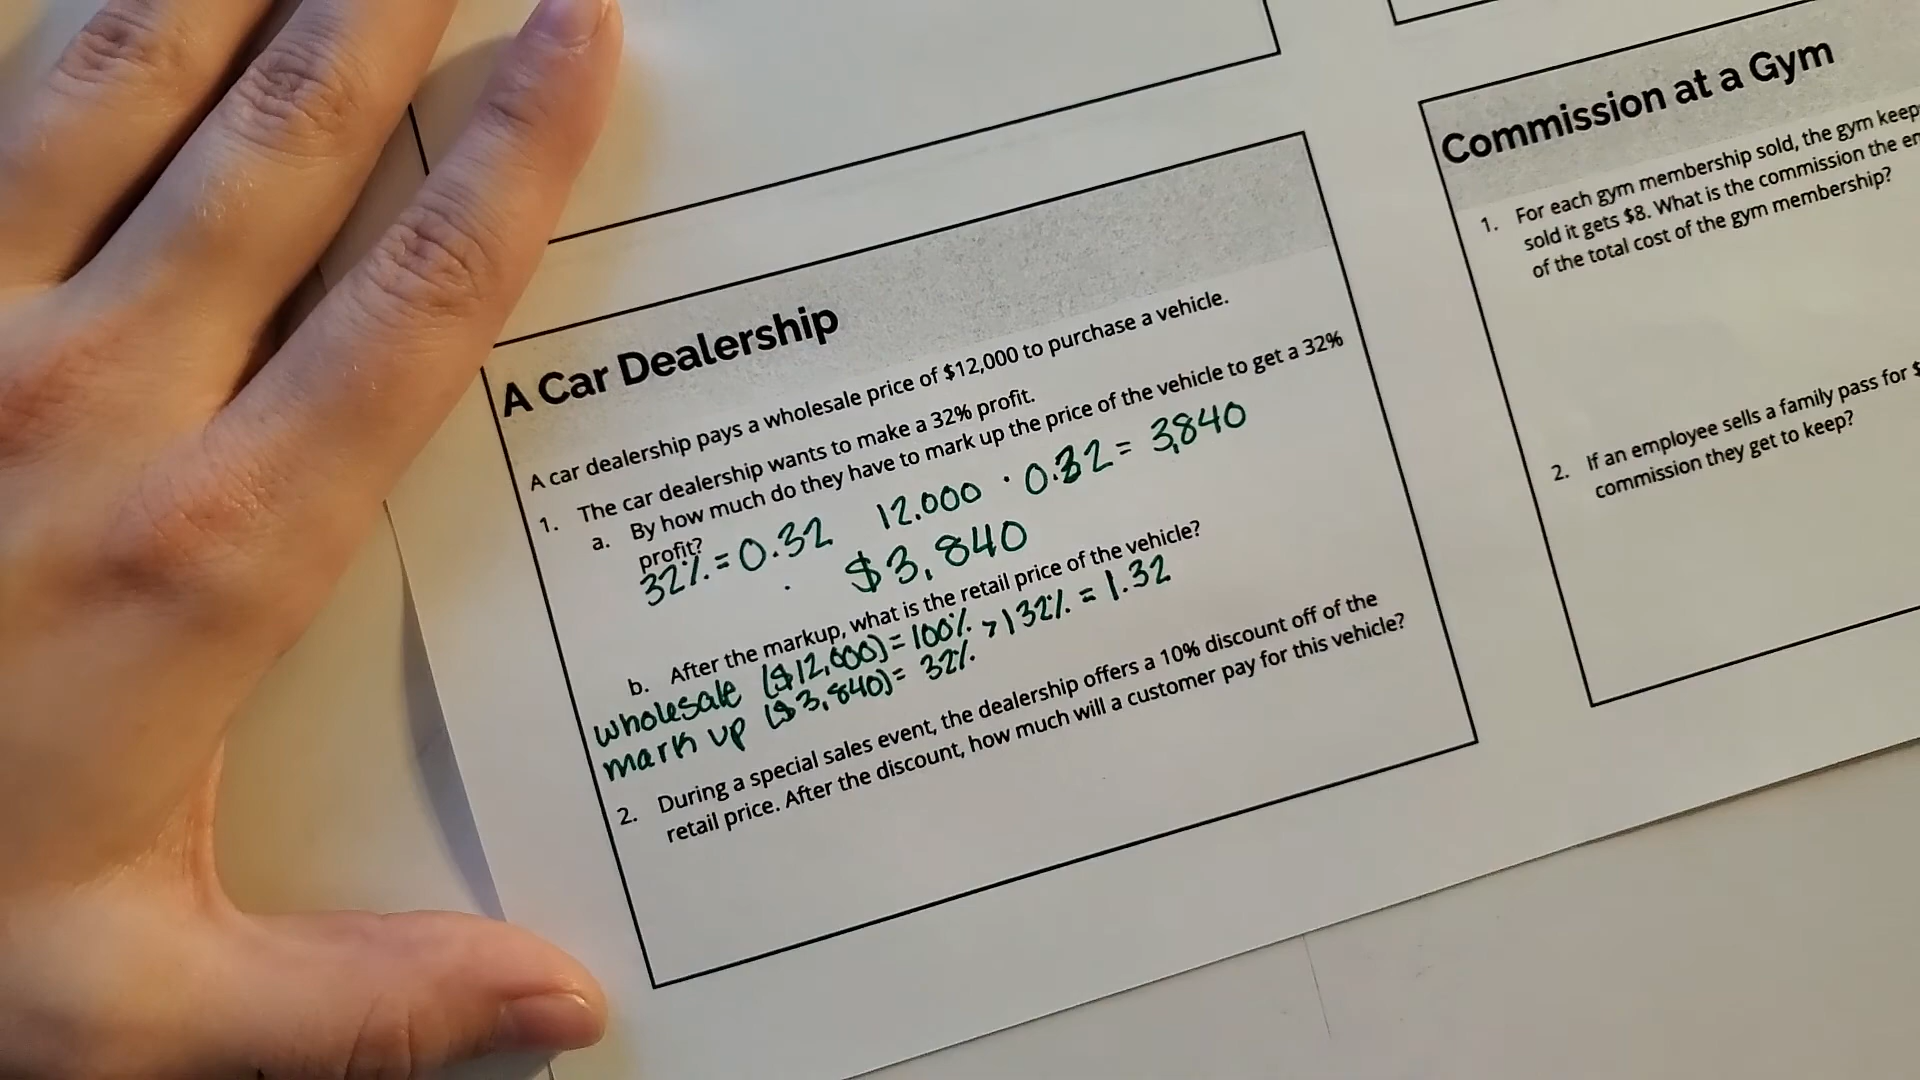 A Car Dealership
A car dealership pays a wholesale price of $12,000 to purchase a vehicle.
1. The car dealership wants to make a 32% profit.
a. By how much do they have to mark up the price of the vehicle to get a 32%
profit?
32% = 0.32 12.000 · 0.32 = 3,840
$3,840
b. After the markup, what is the retail price of the vehicle?
wholesale ($12,000) = 100% > 132% = 1.32
mark up ($3,840) = 32%
2. During a special sales event, the dealership offers a 10% discount off of the
retail price. After the discount, how much will a customer pay for this vehicle?
Commission at a Gym
1. For each gym membership sold, the gym keep
sold it gets $8. What is the commission the
of the total cost of the gym membership?
2. If an employee sells a family pass for $
commission they get to keep?